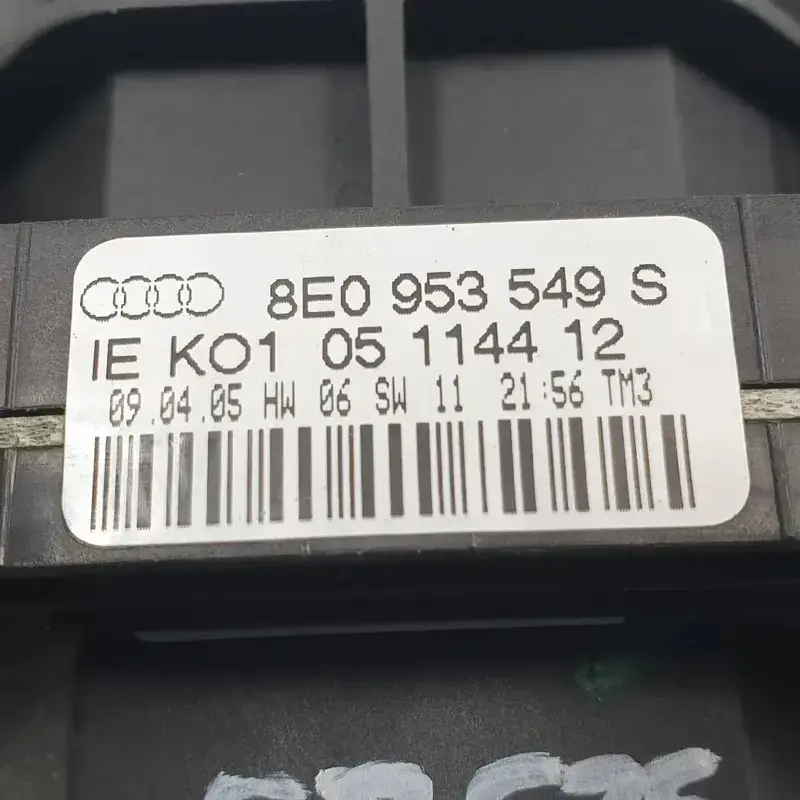 8E0 953 549 S
IE KO1 05 1144 12
09.04.05 HW 06 SW 11 21:56 TM3